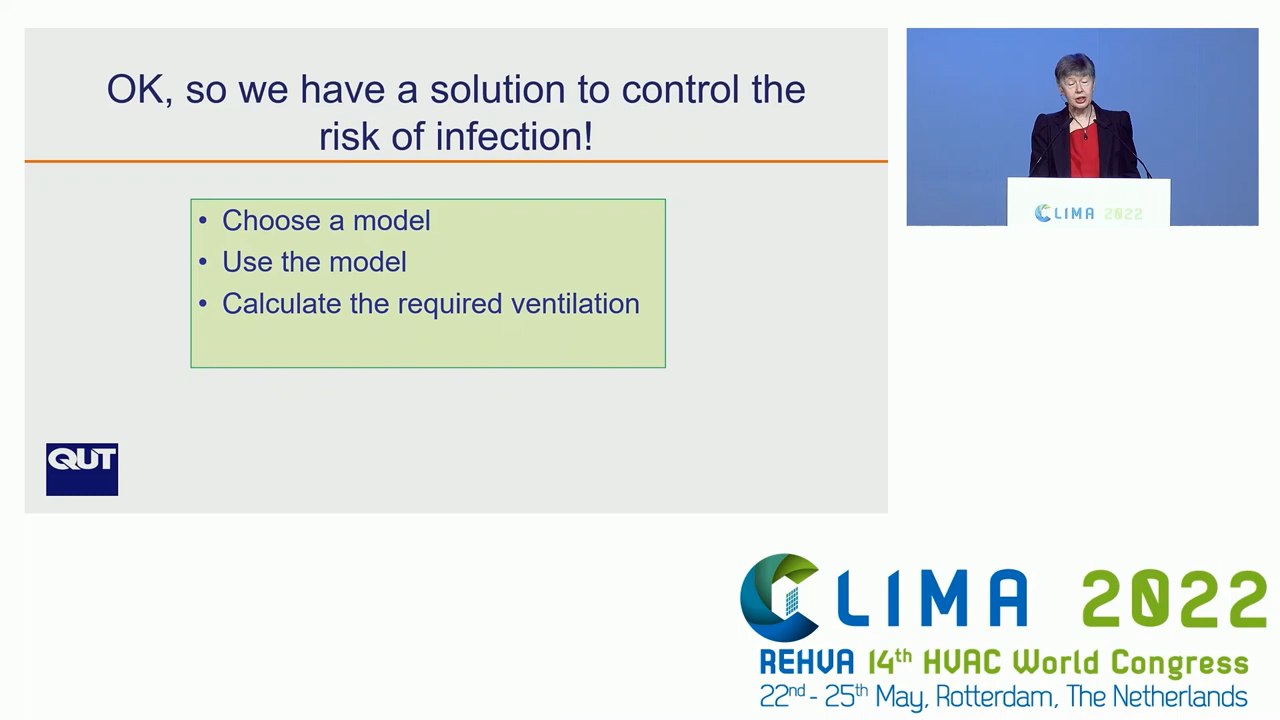 OK, so we have a solution to control the
risk of infection!
• Choose a model
• Use the model
• Calculate the required ventilation
QUT
CLIMA 2022
CLIMA 2022
REHVA 14th HVAC World Congress
22nd - 25th May, Rotterdam, The Netherlands